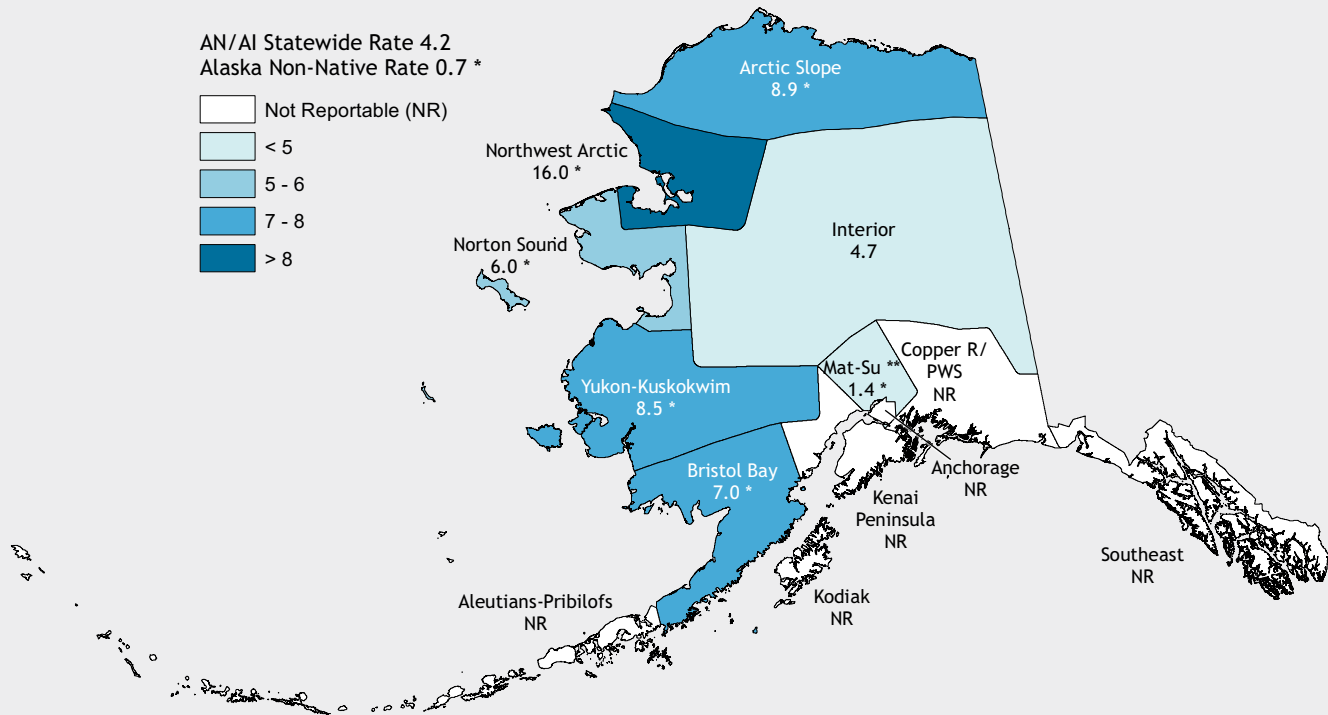 AN/AI Statewide Rate 4.2
Alaska Non-Native Rate 0.7 *
Not Reportable (NR)
< 5
5 - 6
7 - 8
> 8
Arctic Slope
8.9 *
Northwest Arctic
16.0 *
Interior
4.7
Norton Sound
6.0 *
Copper R/
PWS
NR
Mat-Su **
1.4 *
Yukon-Kuskokwim
8.5 *
Bristol Bay
7.0 *
Anchorage
NR
Kenai
Peninsula
NR
Southeast
NR
Kodiak
NR
Aleutians-Pribilofs
NR